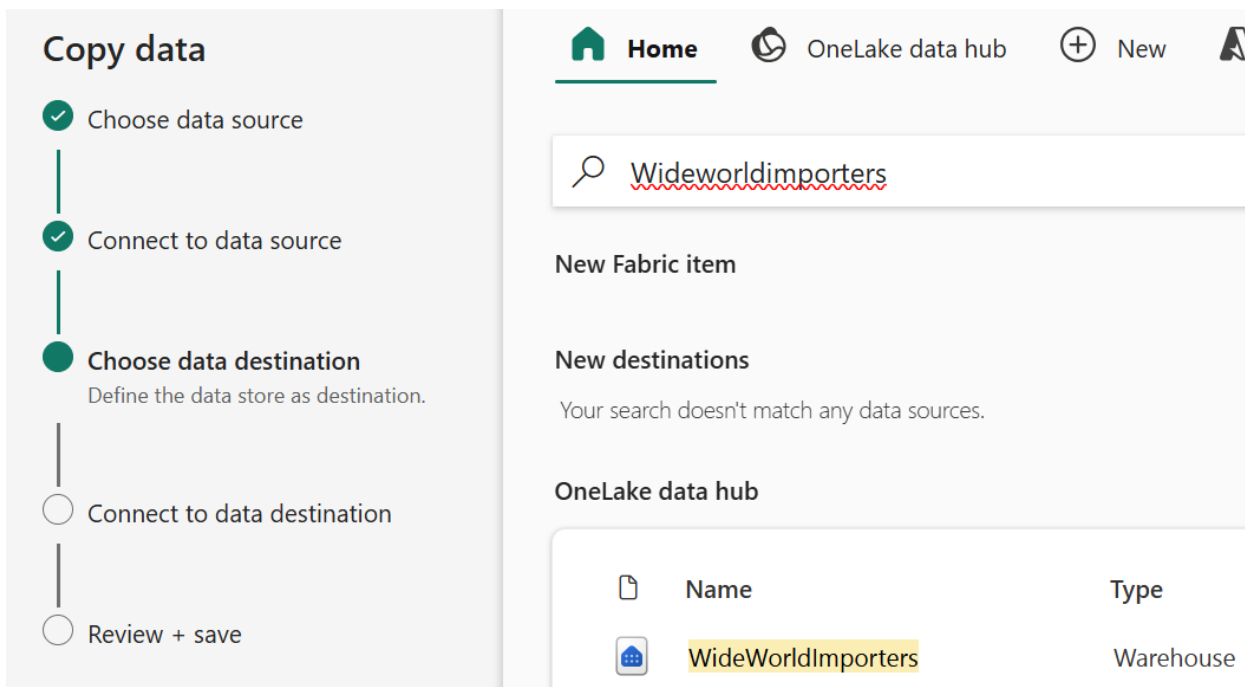 Copy data
Choose data source
Connect to data source
Choose data destination
Define the data store as destination.
Connect to data destination
Review + save
Home OneLake data hub New
Wideworldimporters
New Fabric item
New destinations
Your search doesn't match any data sources.
OneLake data hub
Name Type
WideWorldImporters Warehouse